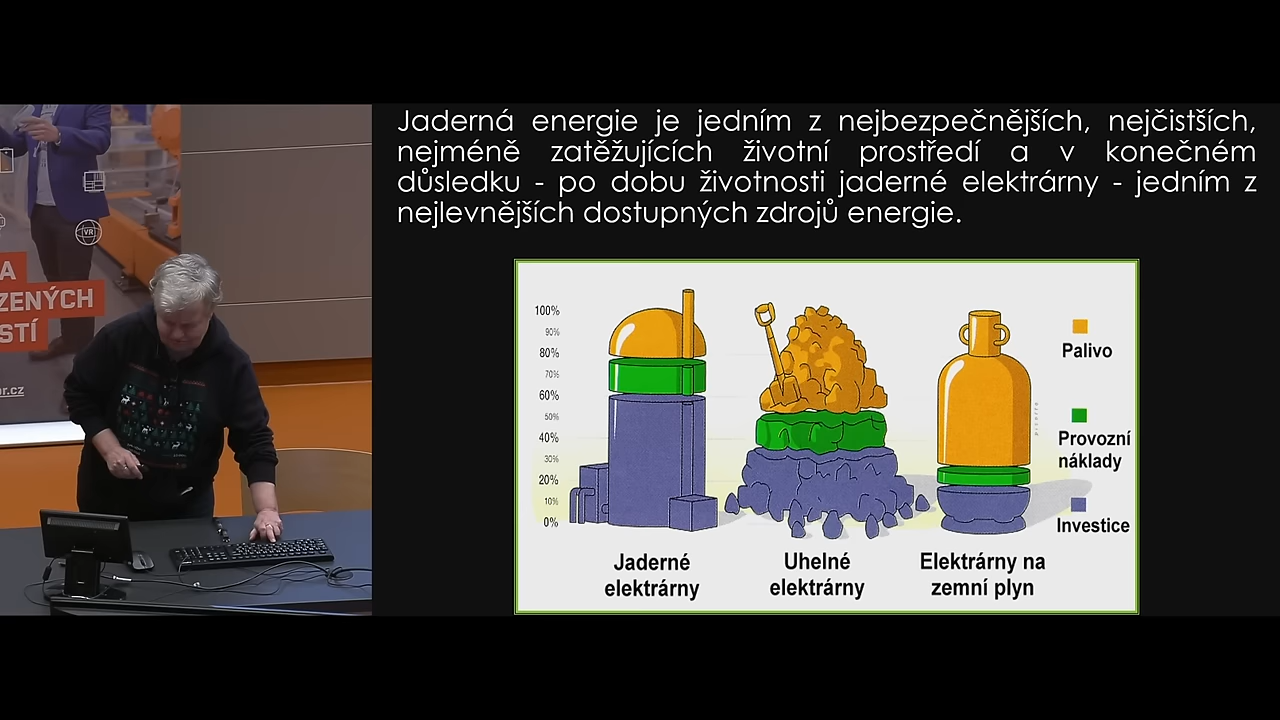 Jaderná energie je jedním z nejbezpečnějších, nejčistších,
nejméně zatěžujících životní prostředí a v konečném
důsledku - po dobu životnosti jaderné elektrárny - jedním z
nejlevnějších dostupných zdrojů energie.
VR
A
ZENÝCH
STÍ
r.cz
100%
90%
80%
70%
60%
50%
40%
30%
20%
10%
0%
Palivo
Provozní
náklady
Investice
Jaderné
elektrárny
Uhelné
elektrárny
Elektrárny na
zemní plyn